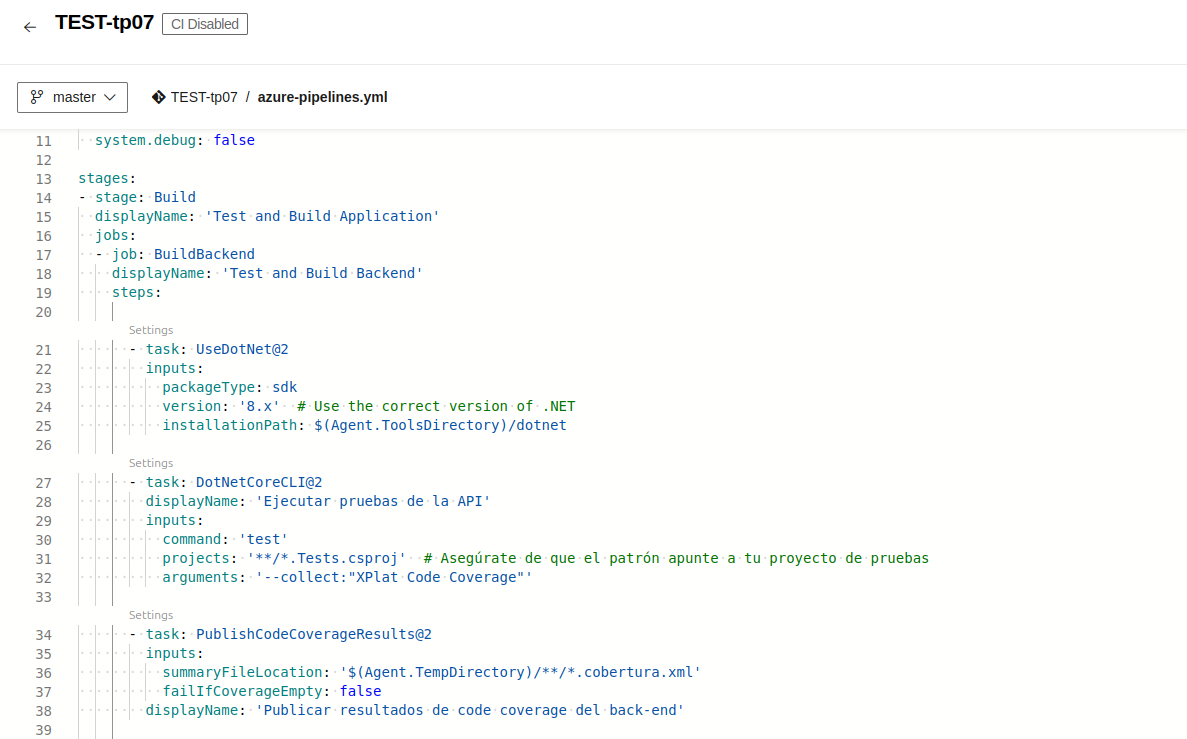 ← TEST-tp07 CI Disabled
master TEST-tp07 / azure-pipelines.yml
11 system.debug: false
12
13 stages:
14 - stage: Build
15 displayName: 'Test and Build Application'
16 jobs:
17 - job: BuildBackend
18 displayName: 'Test and Build Backend'
19 steps:
20
Settings
21 - task: UseDotNet@2
22 inputs:
23 packageType: sdk
24 version: '8.x' # Use the correct version of .NET
25 installationPath: $(Agent.ToolsDirectory)/dotnet
26
Settings
27 - task: DotNetCoreCLI@2
28 displayName: 'Ejecutar pruebas de la API'
29 inputs:
30 command: 'test'
31 projects: '**/*.Tests.csproj' # Asegúrate de que el patrón apunte a tu proyecto de pruebas
32 arguments: '--collect:"XPlat Code Coverage"'
33
Settings
34 - task: PublishCodeCoverageResults@2
35 inputs:
36 summaryFileLocation: '$(Agent.TempDirectory)/**/*.cobertura.xml'
37 failIfCoverageEmpty: false
38 displayName: 'Publicar resultados de code coverage del back-end'
39